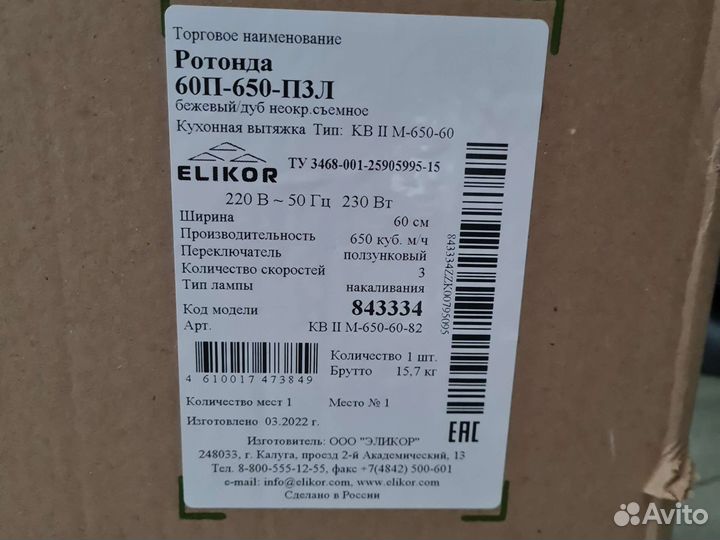 Торговое наименование
Ротонда
60П-650-П3Л
бежевый/дуб неокр.съемное
Кухонная вытяжка Тип: КВ II М-650-60
ELIKOR
ТУ 3468-001-25905995-15
220 В ~ 50 Гц 230 Вт
Ширина 60 см
Производительность 650 куб. м/ч
Переключатель ползунковый
Количество скоростей 3
Тип лампы накаливания
Код модели 843334
Арт. КВ II М-650-60-82
4 610017 473849
Количество 1 шт.
Брутто 15,7 кг
Количество мест 1 Место № 1
Изготовлено 03.2022 г.
843334ZZK00795095
EAC
Изготовитель: ООО "ЭЛИКОР"
248033, г. Калуга, проезд 2-й Академический, 13
Тел. 8-800-555-12-55, факс +7(4842) 500-601
e-mail: info@elikor.com, www.elikor.com
Сделано в России
Avito